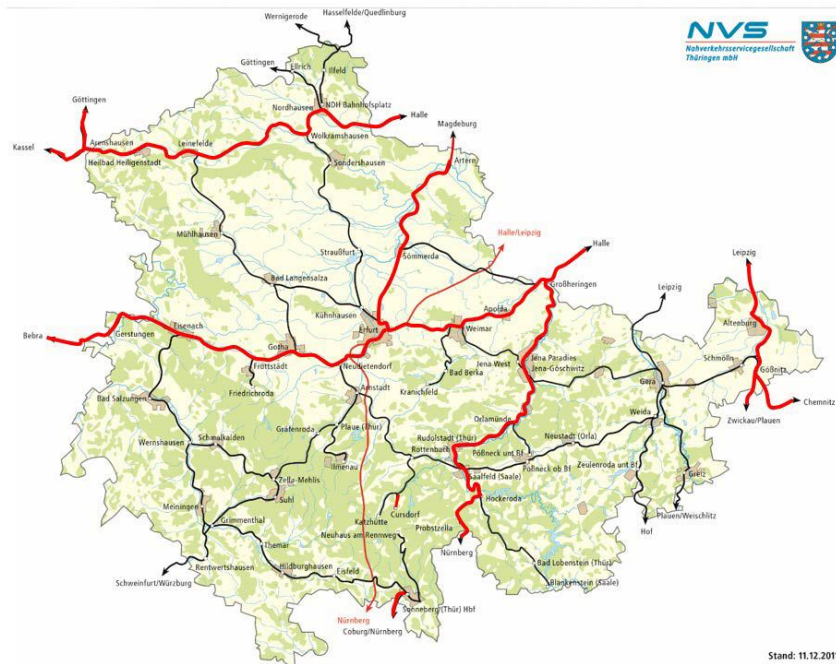 NVS
Nahverkehrsservicegesellschaft
Thüringen mbH
Hasselfelde/Quedlinburg
Wernigerode
Göttingen
Ellrich
Ilfeld
NDH Bahnhofsplatz
Nordhausen
Halle
Göttingen
Magdeburg
Arenshausen
Leinefelde
Wolkramshausen
Kassel
Heilbad Heiligenstadt
Sondershausen
Artern
Mühlhausen
Halle/Leipzig
Straußfurt
Sömmerda
Halle
Leipzig
Bad Langensalza
Großheringen
Leipzig
Kühnhausen
Apolda
Erfurt
Weimar
Altenburg
Bebra
Gerstungen
Eisenach
Gotha
Neudietendorf
Jena West
Jena Paradies
Jena-Göschwitz
Schmölln
Gößnitz
Fröttstädt
Bad Berka
Gera
Friedrichroda
Arnstadt
Kranichfeld
Chemnitz
Bad Salzungen
Weida
Zwickau/Plauen
Orlamünde
Gräfenroda
Plaue (Thür)
Rudolstadt (Thür)
Neustadt (Orla)
Wernshausen
Schmalkalden
Rottenbach
Pößneck unt Bf
Ilmenau
Pößneck ob Bf
Zeulenroda unt Bf
Greiz
Zella-Mehlis
Saalfeld (Saale)
Suhl
Hockeroda
Meiningen
Cursdorf
Grimmenthal
Katzhütte
Probstzella
Plauen/Weischlitz
Neuhaus am Rennweg
Hof
Themar
Nürnberg
Rentwertshausen
Bad Lobenstein (Thür)
Hildburghausen
Eisfeld
Schweinfurt/Würzburg
Blankenstein (Saale)
Sonneberg (Thür) Hbf
Nürnberg
Coburg/Nürnberg
Stand: 11.12.201